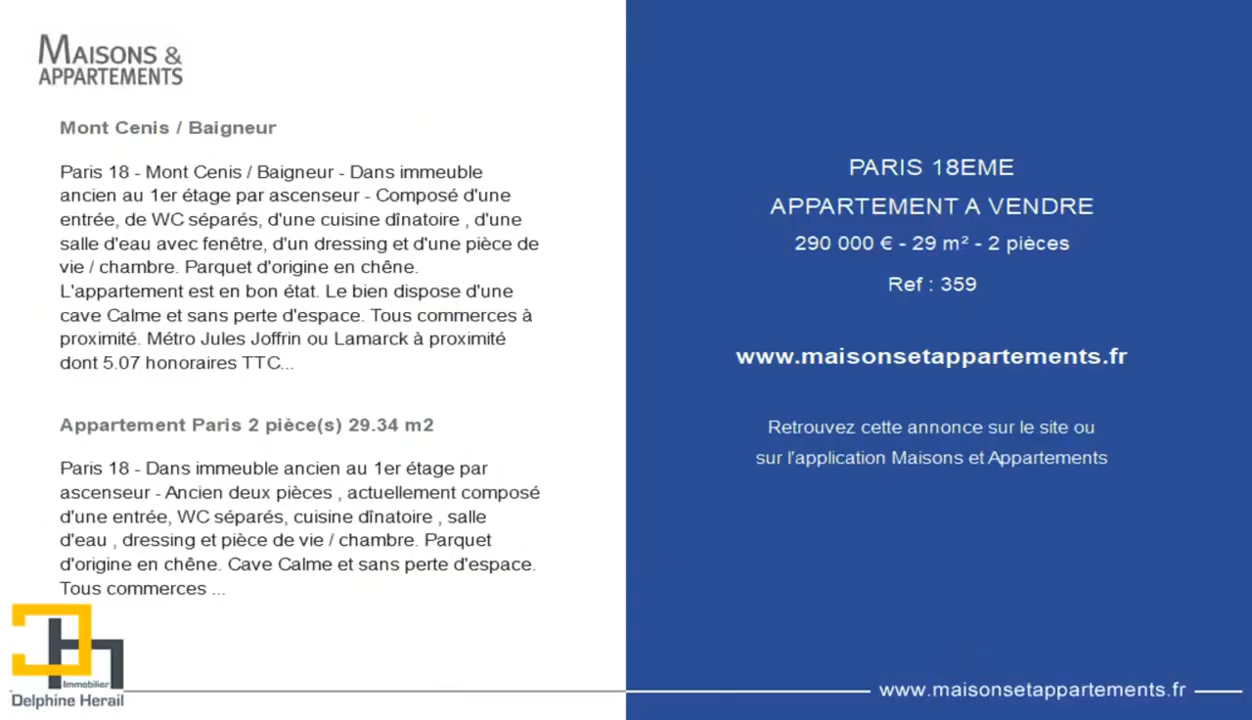 MAISONS &
APPARTEMENTS
Mont Cenis / Baigneur
Paris 18 - Mont Cenis / Baigneur - Dans immeuble
ancien au 1er étage par ascenseur - Composé d'une
entrée, de WC séparés, d'une cuisine dînatoire , d'une
salle d'eau avec fenêtre, d'un dressing et d'une pièce de
vie / chambre. Parquet d'origine en chêne.
L'appartement est en bon état. Le bien dispose d'une
cave Calme et sans perte d'espace. Tous commerces à
proximité. Métro Jules Joffrin ou Lamarck à proximité
dont 5.07 honoraires TTC...
Appartement Paris 2 pièce(s) 29.34 m2
Paris 18 - Dans immeuble ancien au 1er étage par
ascenseur - Ancien deux pièces , actuellement composé
d'une entrée, WC séparés, cuisine dînatoire , salle
d'eau , dressing et pièce de vie / chambre. Parquet
d'origine en chêne. Cave Calme et sans perte d'espace.
Tous commerces ...
Immobilier
Delphine Herail
PARIS 18EME
APPARTEMENT A VENDRE
290 000 € - 29 m² - 2 pièces
Ref : 359
www.maisonsetappartements.fr
Retrouvez cette annonce sur le site ou
sur l'application Maisons et Appartements
www.maisonsetappartements.fr